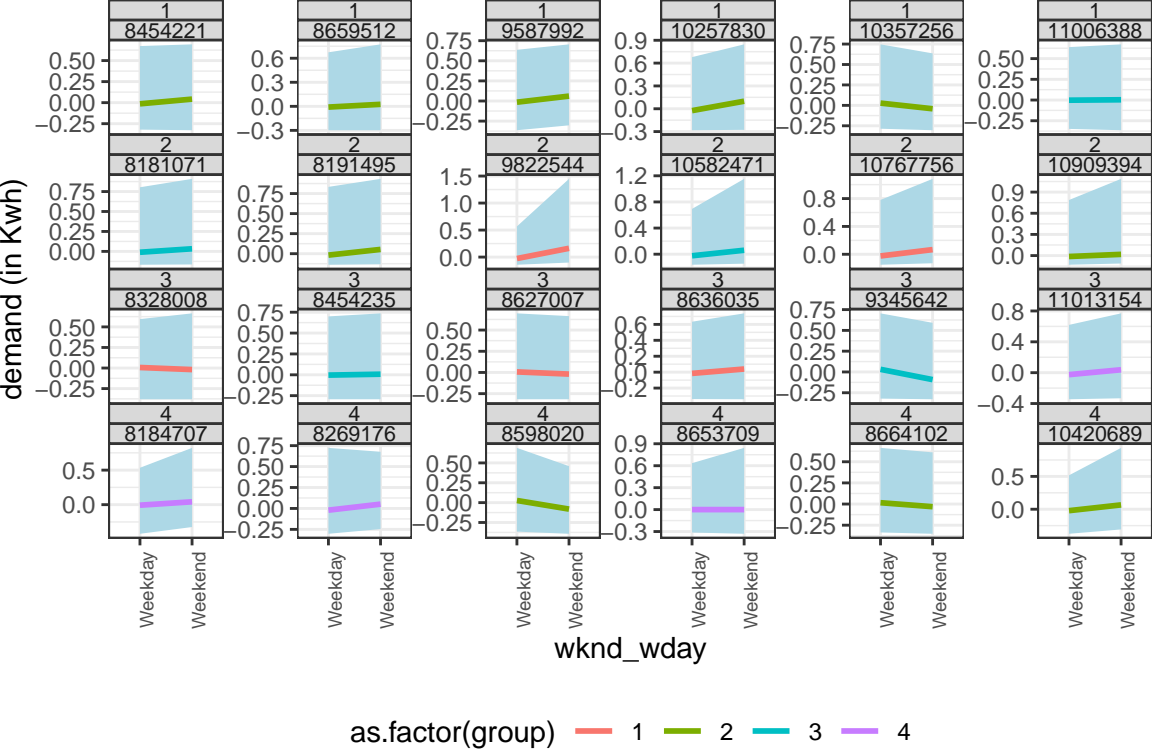 1 1 1 1 1 1
8454221 8659512 9587992 10257830 10357256 11006388
0.50 0.25 0.00 −0.25
0.6 0.3 0.0 −0.3
0.75 0.50 0.25 0.00 −0.25
0.9 0.6 0.3 0.0 −0.3
0.75 0.50 0.25 0.00 −0.25
0.50 0.25 0.00 −0.25
2 2 2 2 2 2
8181071 8191495 9822544 10582471 10767756 10909394
0.75 0.50 0.25 0.00
0.75 0.50 0.25 0.00
1.5 1.0 0.5 0.0
1.2 0.8 0.4 0.0
0.8 0.4 0.0
0.9 0.6 0.3 0.0
3 3 3 3 3 3
8328008 8454235 8627007 8636035 9345642 11013154
0.50 0.25 0.00 −0.25
0.75 0.50 0.25 0.00 −0.25
0.50 0.25 0.00 −0.25
0.6 0.4 0.2 0.0 −0.2
0.75 0.50 0.25 0.00 −0.25
0.8 0.4 0.0 −0.4
4 4 4 4 4 4
8184707 8269176 8598020 8653709 8664102 10420689
0.5 0.0
0.75 0.50 0.25 0.00 −0.25
0.50 0.25 0.00 −0.25
0.9 0.6 0.3 0.0 −0.3
0.50 0.25 0.00 −0.25
0.5 0.0
Weekday Weekend Weekday Weekend Weekday Weekend Weekday Weekend Weekday Weekend Weekday Weekend
demand (in Kwh)
wknd_wday
as.factor(group) 1 2 3 4